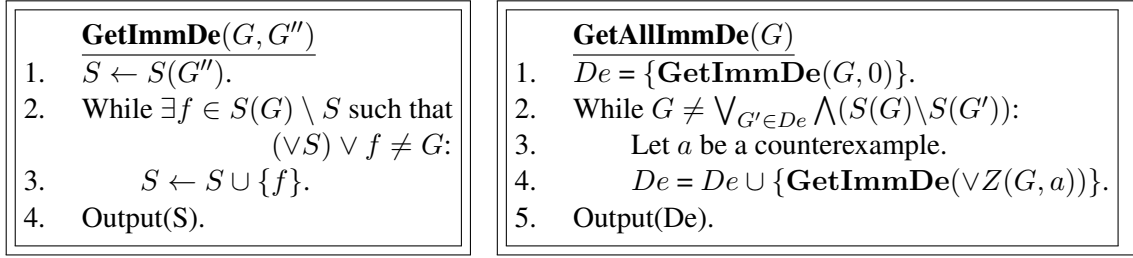 GetImmDe(G, G′′)
1. S ← S(G′′).
2. While ∃f ∈ S(G) \ S such that
(∨S) ∨ f ≠ G:
3. S ← S ∪ {f}.
4. Output(S).
GetAllImmDe(G)
1. De = {GetImmDe(G, 0)}.
2. While G ≠ ⋁_{G′∈De} ⋀(S(G)\S(G′)):
3. Let a be a counterexample.
4. De = De ∪ {GetImmDe(∨Z(G, a))}.
5. Output(De).